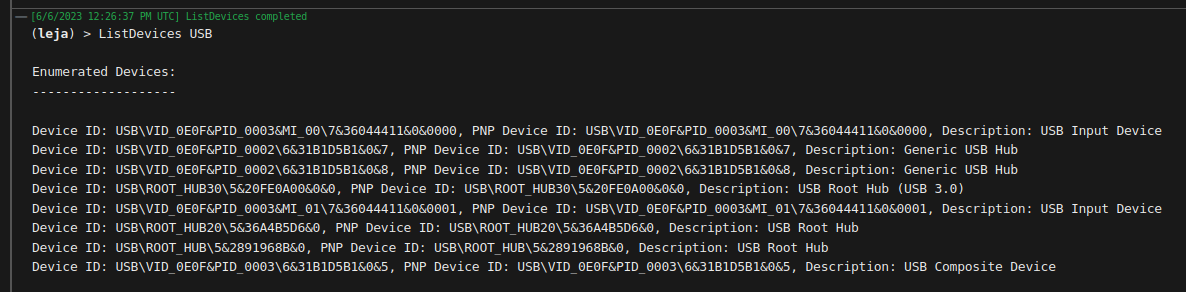 [6/6/2023 12:26:37 PM UTC] ListDevices completed
(leja) > ListDevices USB
Enumerated Devices:
-------------------
Device ID: USB\VID_0E0F&PID_0003&MI_00\7&36044411&0&0000, PNP Device ID: USB\VID_0E0F&PID_0003&MI_00\7&36044411&0&0000, Description: USB Input Device
Device ID: USB\VID_0E0F&PID_0002\6&31B1D5B1&0&7, PNP Device ID: USB\VID_0E0F&PID_0002\6&31B1D5B1&0&7, Description: Generic USB Hub
Device ID: USB\VID_0E0F&PID_0002\6&31B1D5B1&0&8, PNP Device ID: USB\VID_0E0F&PID_0002\6&31B1D5B1&0&8, Description: Generic USB Hub
Device ID: USB\ROOT_HUB30\5&20FE0A00&0&0, PNP Device ID: USB\ROOT_HUB30\5&20FE0A00&0&0, Description: USB Root Hub (USB 3.0)
Device ID: USB\VID_0E0F&PID_0003&MI_01\7&36044411&0&0001, PNP Device ID: USB\VID_0E0F&PID_0003&MI_01\7&36044411&0&0001, Description: USB Input Device
Device ID: USB\ROOT_HUB20\5&36A4B5D6&0, PNP Device ID: USB\ROOT_HUB20\5&36A4B5D6&0, Description: USB Root Hub
Device ID: USB\ROOT_HUB\5&2891968B&0, PNP Device ID: USB\ROOT_HUB\5&2891968B&0, Description: USB Root Hub
Device ID: USB\VID_0E0F&PID_0003\6&31B1D5B1&0&5, PNP Device ID: USB\VID_0E0F&PID_0003\6&31B1D5B1&0&5, Description: USB Composite Device